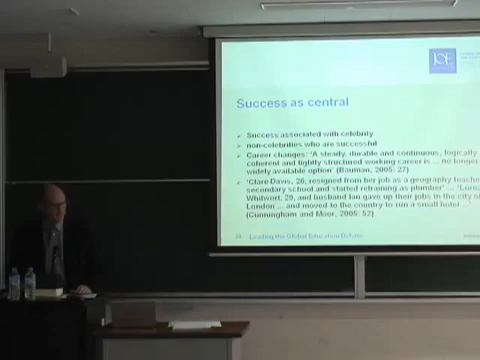 IOE
Success as central
➢ Success associated with celebrity
➢ non-celebrities who are successful
➢ Career changes: 'A steady, durable and continuous, logically
coherent and tightly structured working career is ... no longer
widely available option' (Bauman, 2005: 27)
➢ 'Clare Davis, 26, resigned from her job as a geography teacher
secondary school and started retraining as plumber' ...
Whitwort, 29, and husband Ian gave up their jobs in the city of
London ... and moved to the country to run a small hotel ...'
(Cunningham and Moor, 2005: 52)
Leading the Global Education Debate